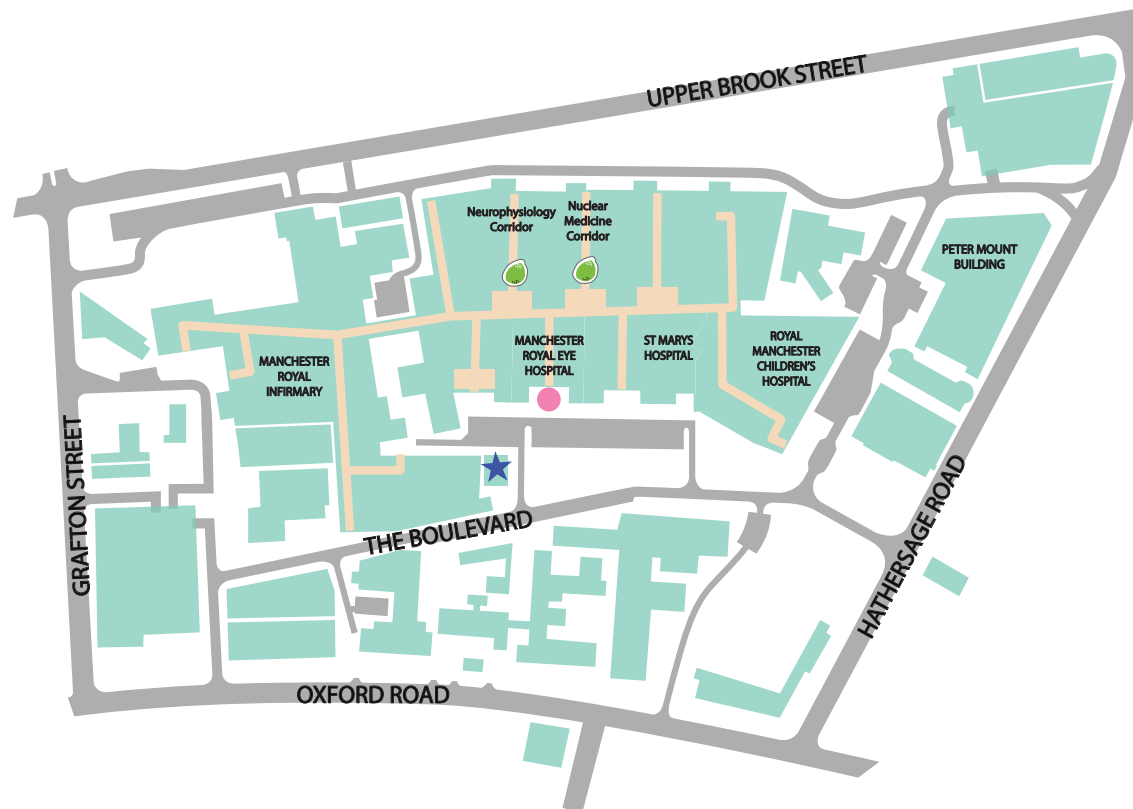 UPPER BROOK STREET
Neurophysiology
Corridor
Nuclear
Medicine
Corridor
PETER MOUNT
BUILDING
MANCHESTER
ROYAL
INFIRMARY
MANCHESTER
ROYAL EYE
HOSPITAL
ST MARYS
HOSPITAL
ROYAL
MANCHESTER
CHILDREN'S
HOSPITAL
GRAFTON STREET
THE BOULEVARD
HATHERSAGE ROAD
OXFORD ROAD